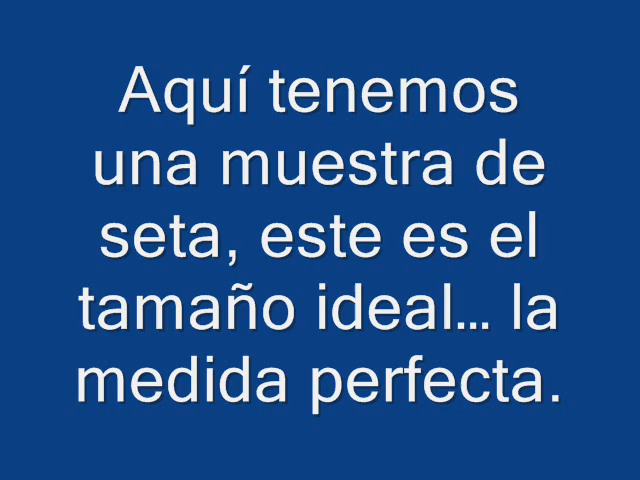 Aquí tenemos
una muestra de
seta, este es el
tamaño ideal... la
medida perfecta.